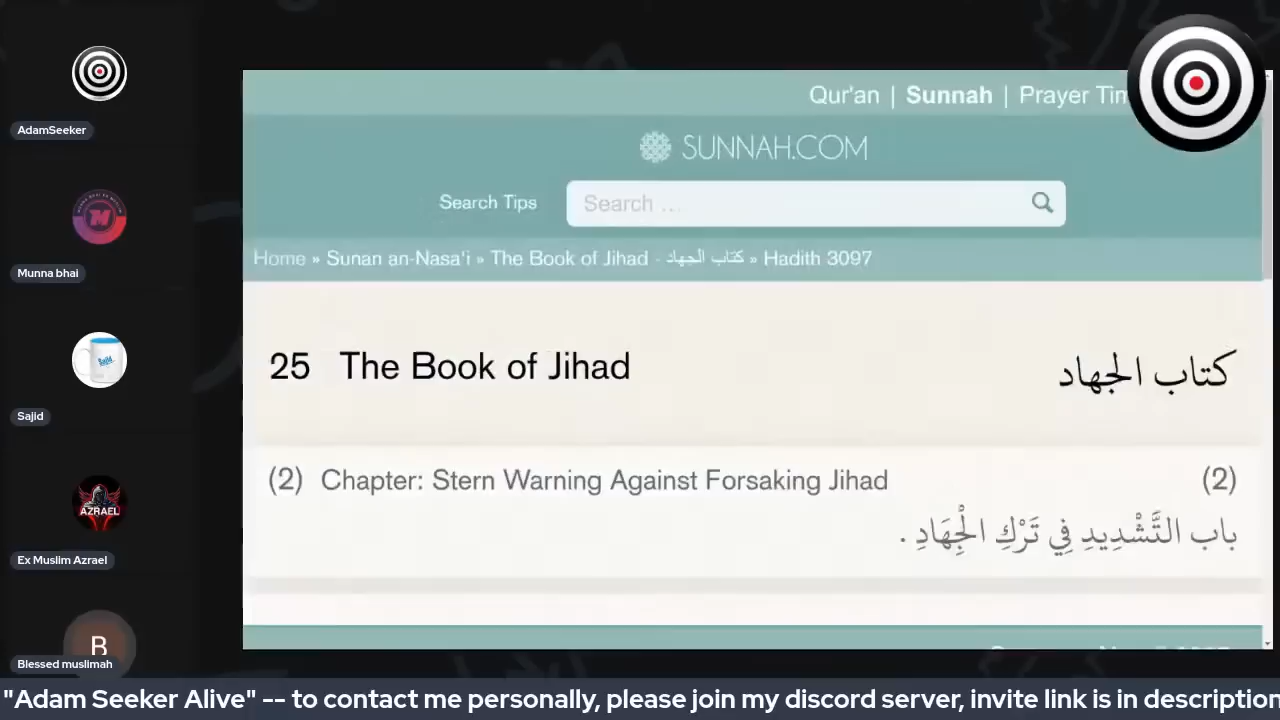 AdamSeeker
Munna bhai
Sajid
AZRAEL
Ex Muslim Azrael
B
Blessed muslimah
Qur'an | Sunnah | Prayer Tim
SUNNAH.COM
Search Tips
Search ...
Home » Sunan an-Nasa'i » The Book of Jihad - كتاب الجهاد » Hadith 3097
25 The Book of Jihad كتاب الجهاد
(2) Chapter: Stern Warning Against Forsaking Jihad (2)
باب التَّشْدِيدِ فِي تَرْكِ الْجِهَادِ .
"Adam Seeker Alive" -- to contact me personally, please join my discord server, invite link is in description